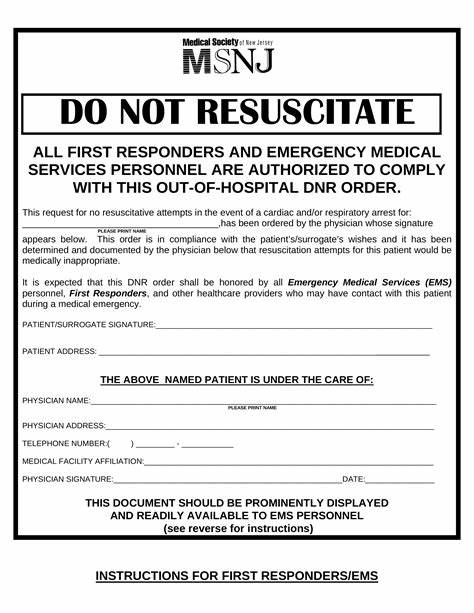 Medical Society of New Jersey
MSNJ
DO NOT RESUSCITATE
ALL FIRST RESPONDERS AND EMERGENCY MEDICAL
SERVICES PERSONNEL ARE AUTHORIZED TO COMPLY
WITH THIS OUT-OF-HOSPITAL DNR ORDER.
This request for no resuscitative attempts in the event of a cardiac and/or respiratory arrest for:
____________________________________________,has been ordered by the physician whose signature
PLEASE PRINT NAME
appears below. This order is in compliance with the patient's/surrogate's wishes and it has been
determined and documented by the physician below that resuscitation attempts for this patient would be
medically inappropriate.
It is expected that this DNR order shall be honored by all Emergency Medical Services (EMS)
personnel, First Responders, and other healthcare providers who may have contact with this patient
during a medical emergency.
PATIENT/SURROGATE SIGNATURE:____________________________________________
PATIENT ADDRESS: ____________________________________________
THE ABOVE NAMED PATIENT IS UNDER THE CARE OF:
PHYSICIAN NAME:____________________________________________
PLEASE PRINT NAME
PHYSICIAN ADDRESS:____________________________________________
TELEPHONE NUMBER:( ) _________ - ____________
MEDICAL FACILITY AFFILIATION:____________________________________________
PHYSICIAN SIGNATURE:____________________________________________DATE:________________
THIS DOCUMENT SHOULD BE PROMINENTLY DISPLAYED
AND READILY AVAILABLE TO EMS PERSONNEL
(see reverse for instructions)
INSTRUCTIONS FOR FIRST RESPONDERS/EMS